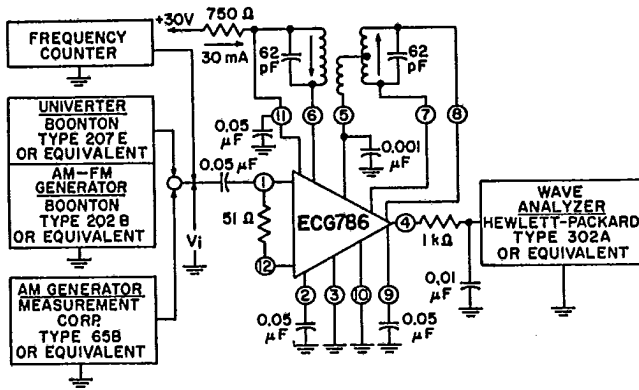 +30V
750 Ω
30 mA
FREQUENCY
COUNTER
62
pF
62
pF
11
6
5
7
8
0.05
μF
0.001
μF
UNIVERTER
BOONTON
TYPE 207E
OR EQUIVALENT
AM-FM
GENERATOR
BOONTON
TYPE 202B
OR EQUIVALENT
0.05
μF
Vi
1
51 Ω
12
ECG786
4
1 kΩ
WAVE
ANALYZER
HEWLETT-PACKARD
TYPE 302A
OR EQUIVALENT
AM GENERATOR
MEASUREMENT
CORP.
TYPE 65B
OR EQUIVALENT
2
3
10
9
0.05
μF
0.05
μF
0.01
μF